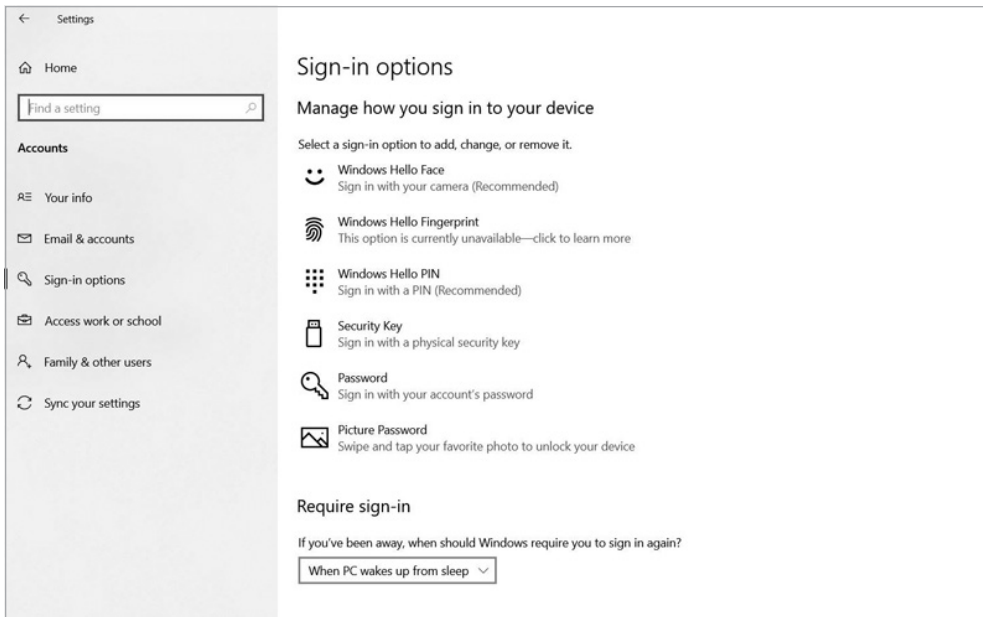 Settings
Home
Find a setting
Accounts
Your info
Email & accounts
Sign-in options
Access work or school
Family & other users
Sync your settings
Sign-in options
Manage how you sign in to your device
Select a sign-in option to add, change, or remove it.
Windows Hello Face
Sign in with your camera (Recommended)
Windows Hello Fingerprint
This option is currently unavailable—click to learn more
Windows Hello PIN
Sign in with a PIN (Recommended)
Security Key
Sign in with a physical security key
Password
Sign in with your account's password
Picture Password
Swipe and tap your favorite photo to unlock your device
Require sign-in
If you've been away, when should Windows require you to sign in again?
When PC wakes up from sleep